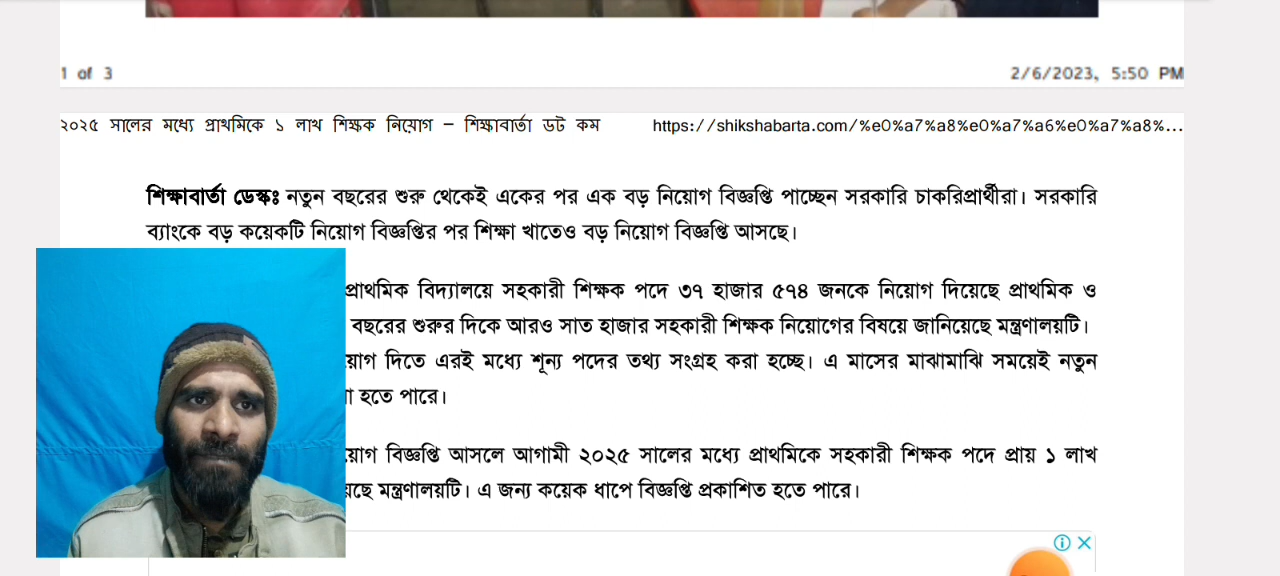 1 of 3
2/6/2023, 5:50 PM
২০২৫ সালের মধ্যে প্রাথমিকে ১ লাখ শিক্ষক নিয়োগ – শিক্ষাবার্তা ডট কম
https://shikshabarta.com/%e0%a7%a8%e0%a7%a6%e0%a7%a8%...
শিক্ষাবার্তা ডেস্কঃ নতুন বছরের শুরু থেকেই একের পর এক বড় নিয়োগ বিজ্ঞপ্তি পাচ্ছেন সরকারি চাকরিপ্রার্থীরা। সরকারি
ব্যাংকে বড় কয়েকটি নিয়োগ বিজ্ঞপ্তির পর শিক্ষা খাতেও বড় নিয়োগ বিজ্ঞপ্তি আসছে।
প্রাথমিক বিদ্যালয়ে সহকারী শিক্ষক পদে ৩৭ হাজার ৫৭৪ জনকে নিয়োগ দিয়েছে প্রাথমিক ও
বছরের শুরুর দিকে আরও সাত হাজার সহকারী শিক্ষক নিয়োগের বিষয়ে জানিয়েছে মন্ত্রণালয়টি।
য়োগ দিতে এরই মধ্যে শূন্য পদের তথ্য সংগ্রহ করা হচ্ছে। এ মাসের মাঝামাঝি সময়েই নতুন
হতে পারে।
য়োগ বিজ্ঞপ্তি আসলে আগামী ২০২৫ সালের মধ্যে প্রাথমিকে সহকারী শিক্ষক পদে প্রায় ১ লাখ
য়েছে মন্ত্রণালয়টি। এ জন্য কয়েক ধাপে বিজ্ঞপ্তি প্রকাশিত হতে পারে।